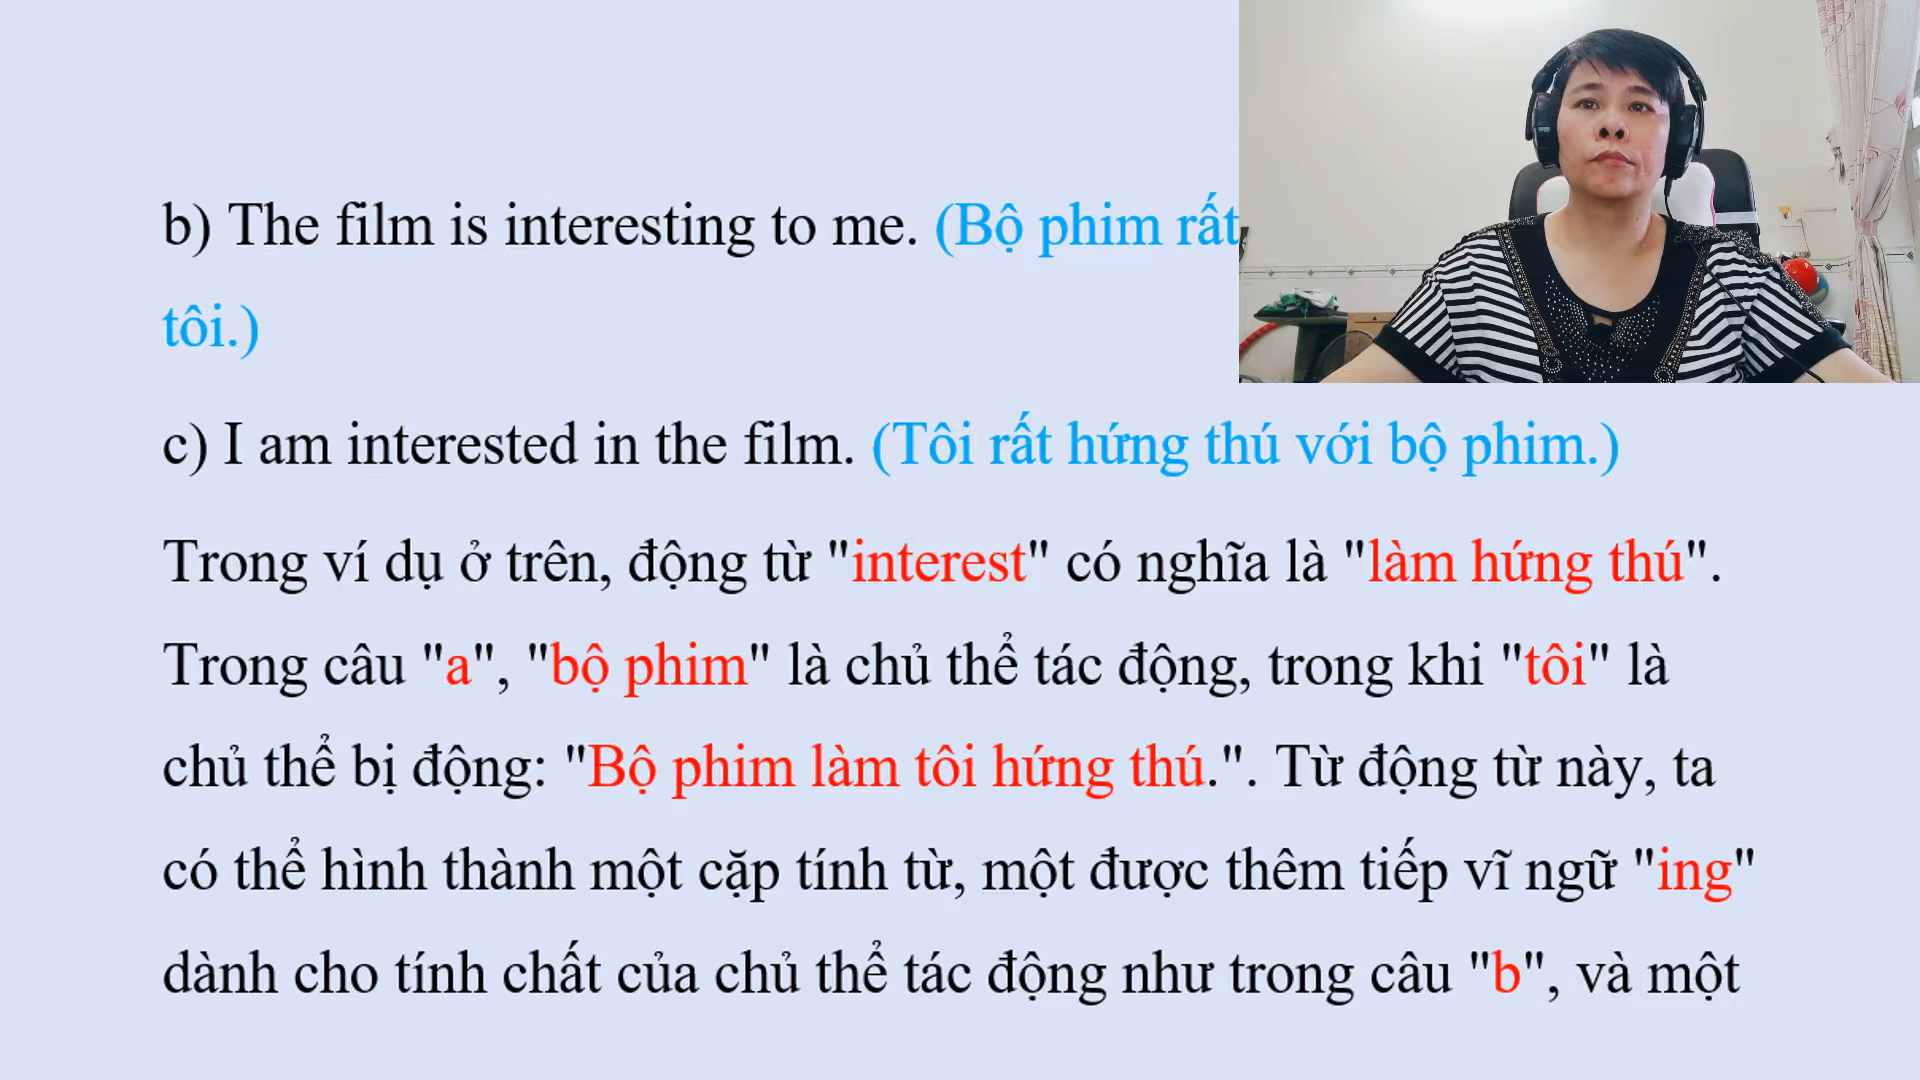 b) The film is interesting to me. (Bộ phim rất
tôi.)
c) I am interested in the film. (Tôi rất hứng thú với bộ phim.)
Trong ví dụ ở trên, động từ "interest" có nghĩa là "làm hứng thú".
Trong câu "a", "bộ phim" là chủ thể tác động, trong khi "tôi" là
chủ thể bị động: "Bộ phim làm tôi hứng thú.". Từ động từ này, ta
có thể hình thành một cặp tính từ, một được thêm tiếp vĩ ngữ "ing"
dành cho tính chất của chủ thể tác động như trong câu "b", và một